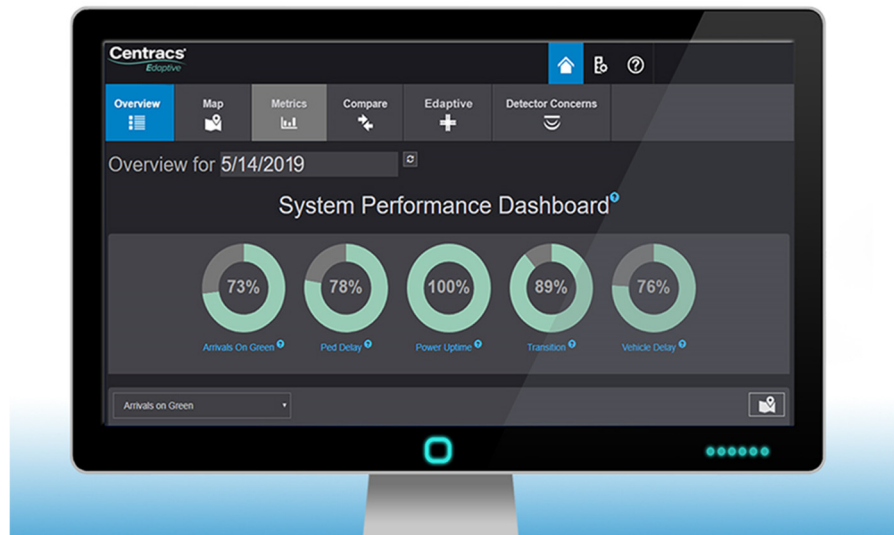 Centracs
Edaptive
Overview
Map
Metrics
Compare
Edaptive
Detector Concerns
Overview for 5/14/2019
System Performance Dashboard
73%
78%
100%
89%
76%
Arrivals On Green
Ped Delay
Power Uptime
Transition
Vehicle Delay
Arrivals on Green